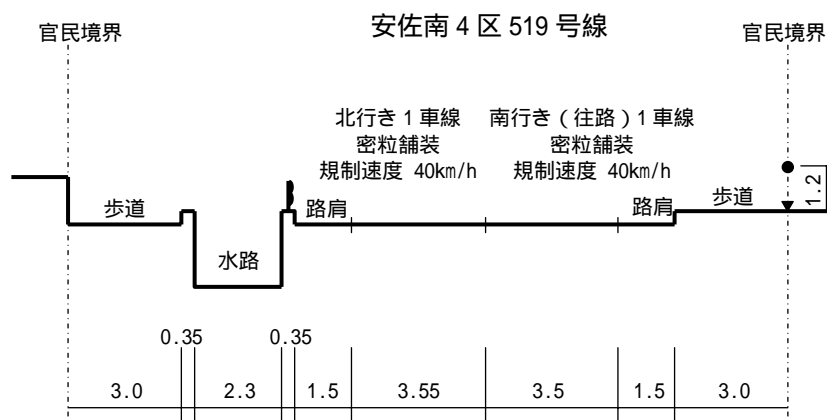 安佐南４区 519 号線
官民境界
官民境界
北行き１車線
密粒舗装
規制速度 40km/h
南行き（往路）１車線
密粒舗装
規制速度 40km/h
歩道
水路
路肩
路肩
歩道
1.2
0.35
0.35
3.0
2.3
1.5
3.55
3.5
1.5
3.0